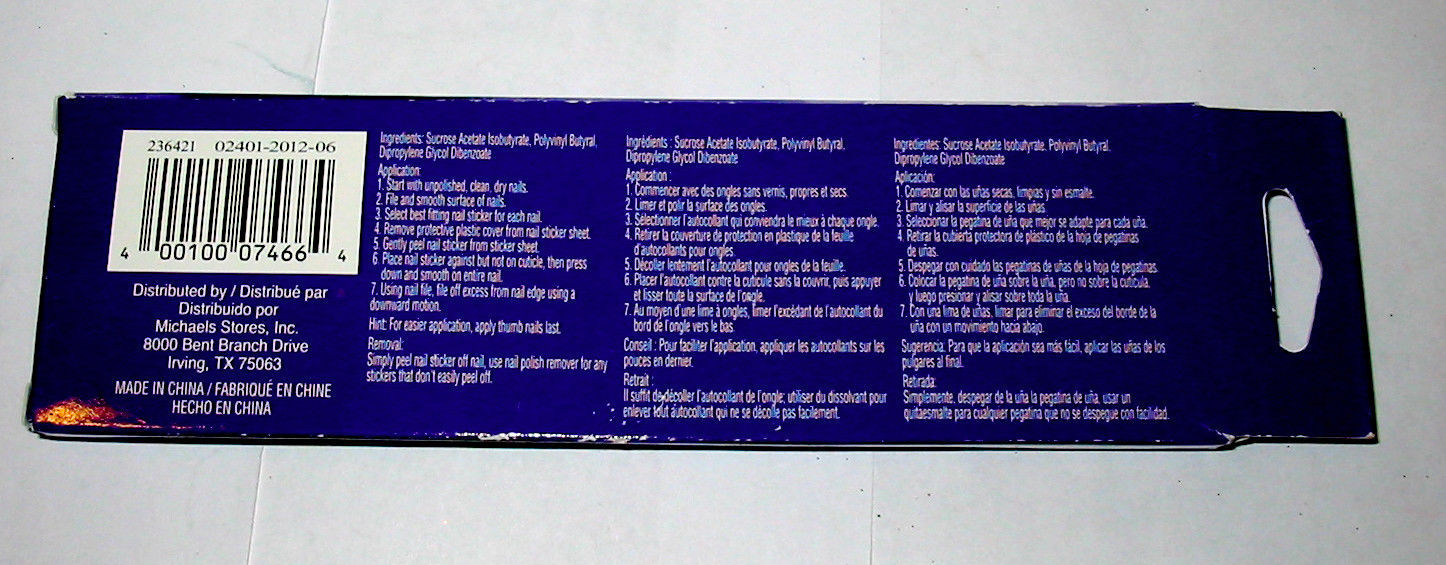 236421 02401-2012-06
4 00100 07466 4
Distributed by / Distribué par
Distribuido por
Michaels Stores, Inc.
8000 Bent Branch Drive
Irving, TX 75063
MADE IN CHINA / FABRIQUÉ EN CHINE
HECHO EN CHINA
Ingredients: Sucrose Acetate Isobutyrate, Polyvinyl Butyral,
Dipropylene Glycol Dibenzoate
Application:
1. Start with unpolished, clean, dry nails.
2. File and smooth surface of nails.
3. Select best fitting nail sticker for each nail.
4. Remove protective plastic cover from nail sticker sheet.
5. Gently peel nail sticker from sticker sheet.
6. Place nail sticker against but not on cuticle, then press
down and smooth on entire nail.
7. Using nail file, file off excess from nail edge using a
downward motion.
Hint: For easier application, apply thumb nails last.
Removal:
Simply peel nail sticker off nail, use nail polish remover for any
stickers that don't easily peel off.
Ingrédients : Sucrose Acetate Isobutyrate, Polyvinyl Butyral,
Dipropylene Glycol Dibenzoate
Application :
1. Commencer avec des ongles sans vernis, propres et secs.
2. Limer et polir la surface des ongles.
3. Sélectionner l'autocollant qui conviendra le mieux à chaque ongle.
4. Retirer la couverture de protection en plastique de la feuille
d'autocollants pour ongles.
5. Décoller lentement l'autocollant pour ongles de la feuille.
6. Placer l'autocollant contre la cuticule sans la couvrir, puis appuyer
et lisser toute la surface de l'ongle.
7. Au moyen d'une lime à ongles, limer l'excédant de l'autocollant du
bord de l'ongle vers le bas.
Conseil : Pour faciliter l'application, appliquer les autocollants sur les
pouces en dernier.
Retrait :
Il suffit de décoller l'autocollant de l'ongle; utiliser du dissolvant pour
enlever tout autocollant qui ne se décolle pas facilement.
Ingredientes: Sucrose Acetate Isobutyrate, Polyvinyl Butyral,
Dipropylene Glycol Dibenzoate
Aplicación:
1. Comenzar con las uñas secas, limpias y sin esmalte.
2. Limar y alisar la superficie de las uñas.
3. Seleccionar la pegatina de uña que mejor se adapte para cada uña.
4. Retirar la cubierta protectora de plástico de la hoja de pegatinas
de uñas.
5. Despegar con cuidado las pegatinas de uñas de la hoja de pegatinas.
6. Colocar la pegatina de uña sobre la uña, pero no sobre la cutícula,
y luego presionar y alisar sobre toda la uña.
7. Con una lima de uñas, limar para eliminar el exceso del borde de la
uña con un movimiento hacia abajo.
Sugerencia: Para que la aplicación sea más fácil, aplicar las uñas de los
pulgares al final.
Retirada:
Simplemente, despegar de la uña la pegatina de uña, usar un
quitaesmalte para cualquier pegatina que no se despegue con facilidad.